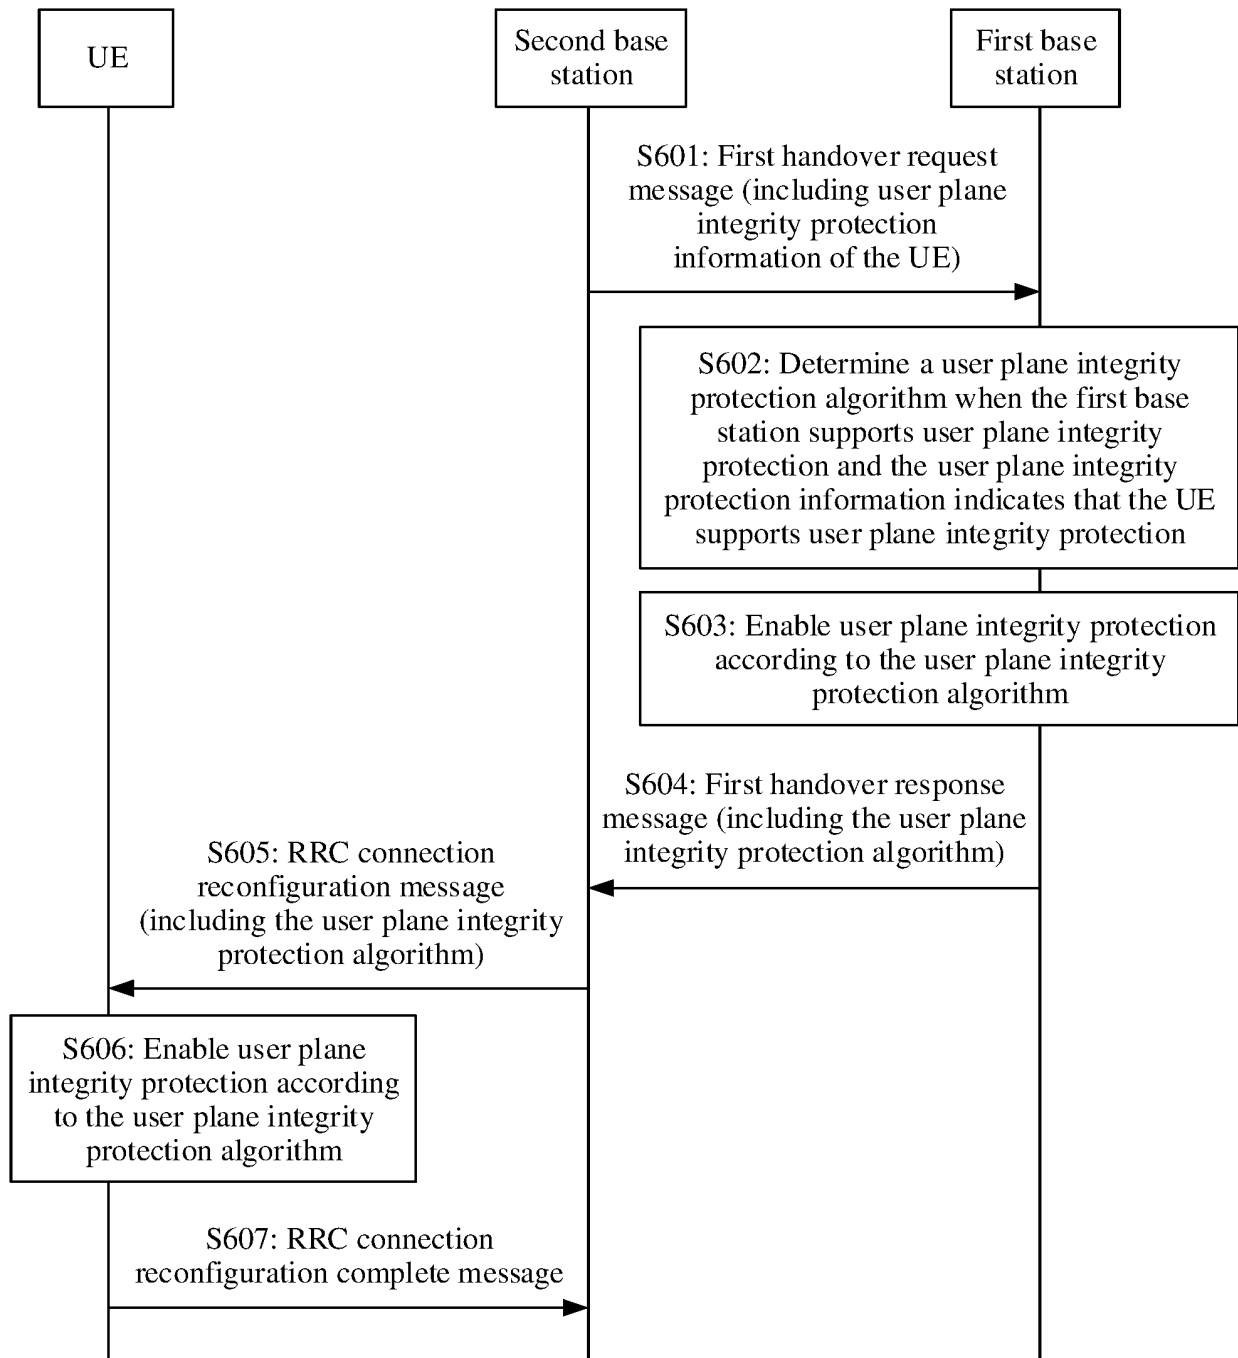 UE
Second base
station
First base
station
S601: First handover request
message (including user plane
integrity protection
information of the UE)
S602: Determine a user plane integrity
protection algorithm when the first base
station supports user plane integrity
protection and the user plane integrity
protection information indicates that the UE
supports user plane integrity protection
S603: Enable user plane integrity protection
according to the user plane integrity
protection algorithm
S604: First handover response
message (including the user plane
integrity protection algorithm)
S605: RRC connection
reconfiguration message
(including the user plane integrity
protection algorithm)
S606: Enable user plane
integrity protection according
to the user plane integrity
protection algorithm
S607: RRC connection
reconfiguration complete message